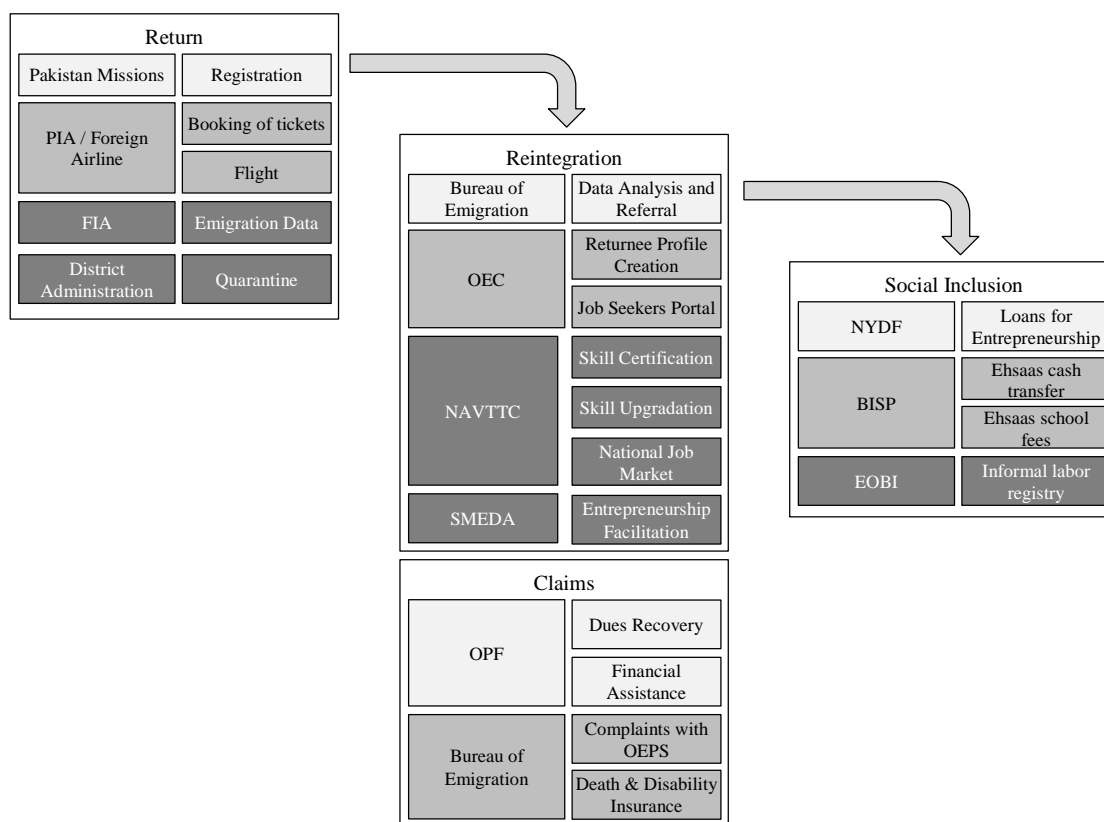 Return
Pakistan Missions
Registration
PIA / Foreign
Airline
Booking of tickets
Flight
FIA
Emigration Data
District
Administration
Quarantine
Reintegration
Bureau of
Emigration
Data Analysis and
Referral
OEC
Returnee Profile
Creation
Job Seekers Portal
NAVTTC
Skill Certification
Skill Upgradation
National Job
Market
SMEDA
Entrepreneurship
Facilitation
Claims
OPF
Dues Recovery
Financial
Assistance
Bureau of
Emigration
Complaints with
OEPS
Death & Disability
Insurance
Social Inclusion
NYDF
Loans for
Entrepreneurship
BISP
Ehsaas cash
transfer
Ehsaas school
fees
EOBI
Informal labor
registry